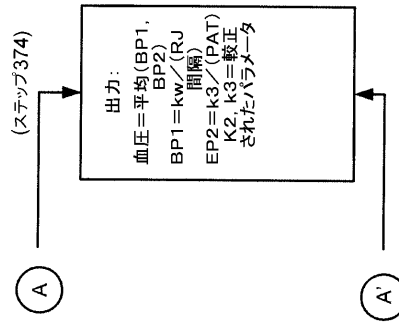 (ステップ374)
出力:
血圧＝平均(BP1,
BP2)
BP1＝kw／(RJ
間隔)
EP2＝k3／(PAT)
K2, k3＝較正
されたパラメータ
A
A'